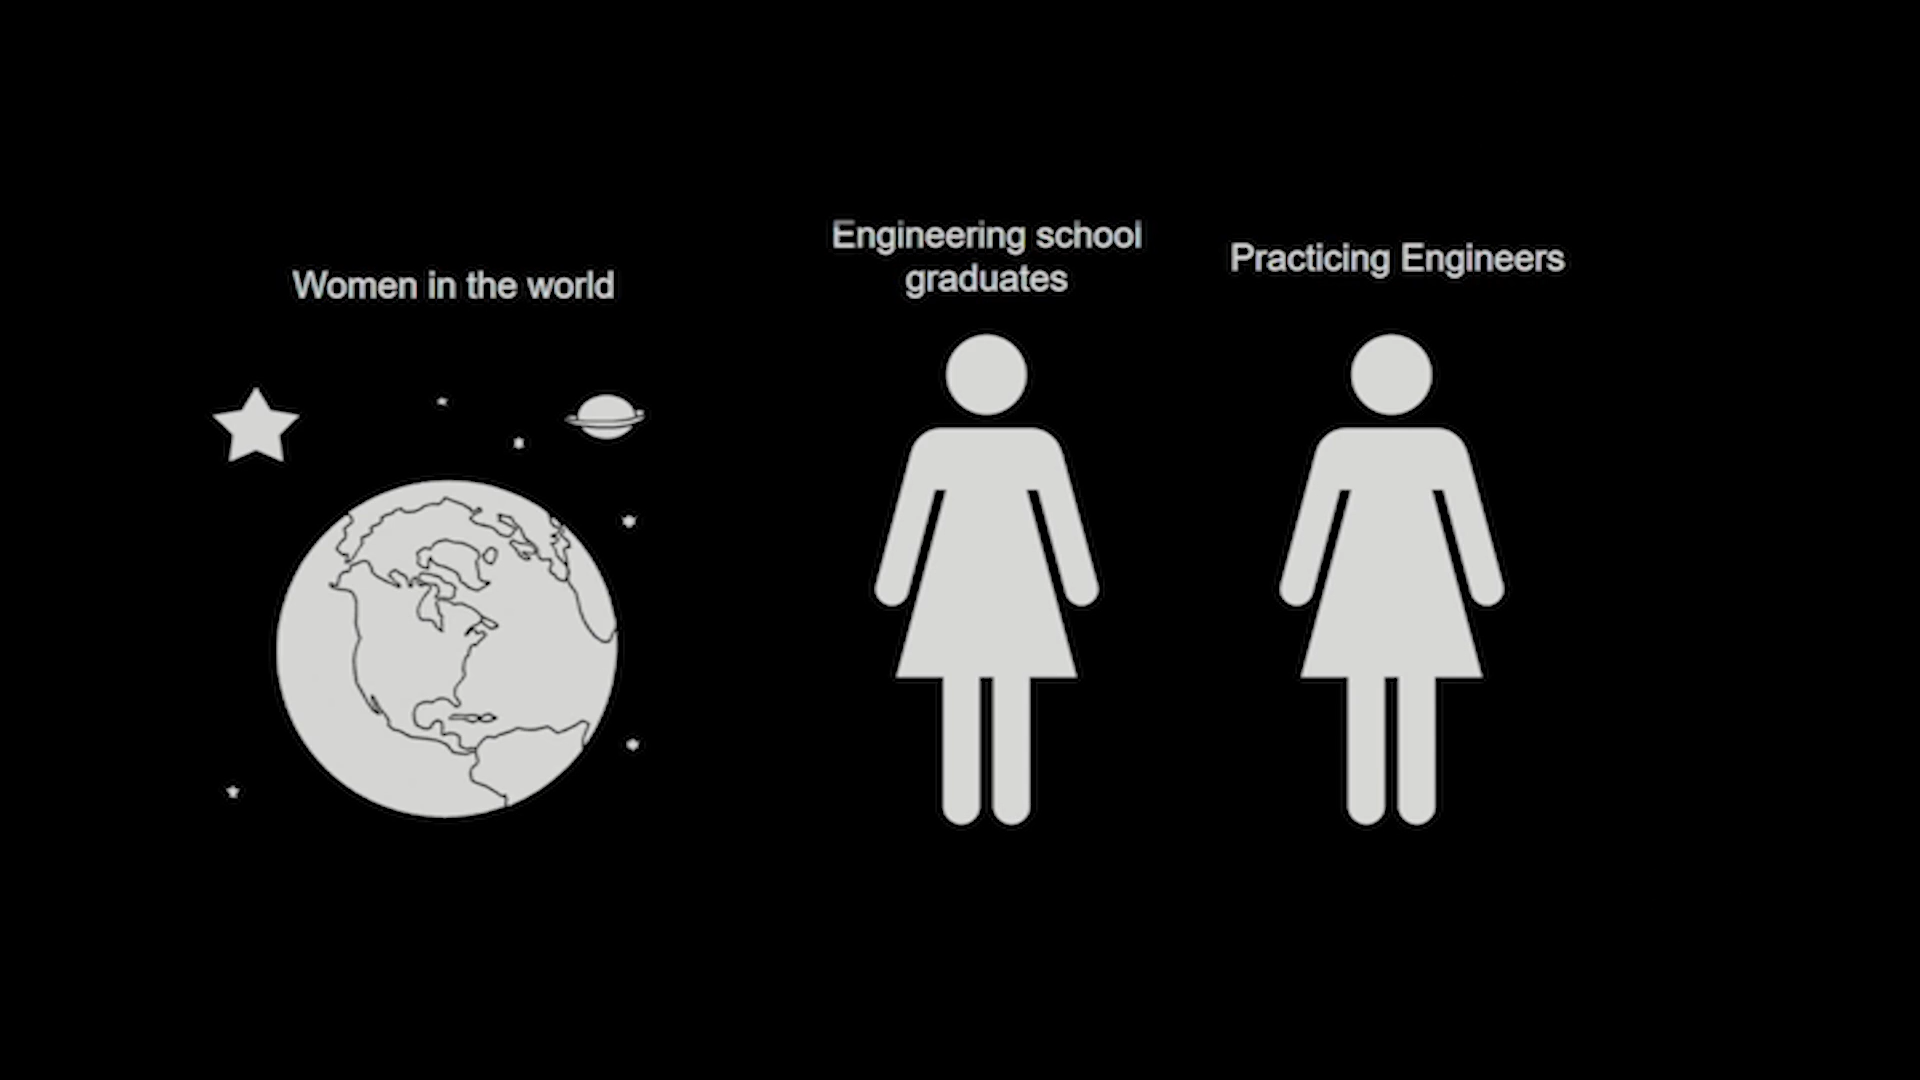 Women in the world
Engineering school
graduates
Practicing Engineers